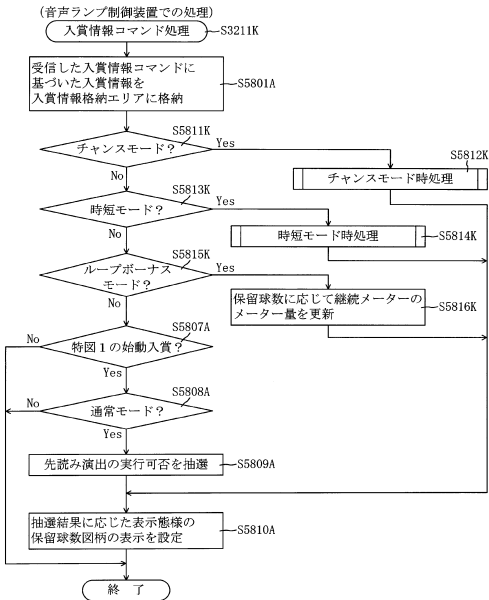 (音声ランプ制御装置での処理)
入賞情報コマンド処理
S3211K
受信した入賞情報コマンドに
基づいた入賞情報を
入賞情報格納エリアに格納
S5801A
S5811K
チャンスモード?
Yes
No
S5812K
チャンスモード時処理
S5813K
時短モード?
Yes
No
時短モード時処理
S5814K
S5815K
ループボーナス
モード?
Yes
No
保留球数に応じて継続メーターの
メーター量を更新
S5816K
S5807A
No
特図1の始動入賞?
Yes
S5808A
No
通常モード?
Yes
先読み演出の実行可否を抽選
S5809A
抽選結果に応じた表示態様の
保留球数図柄の表示を設定
S5810A
終 了